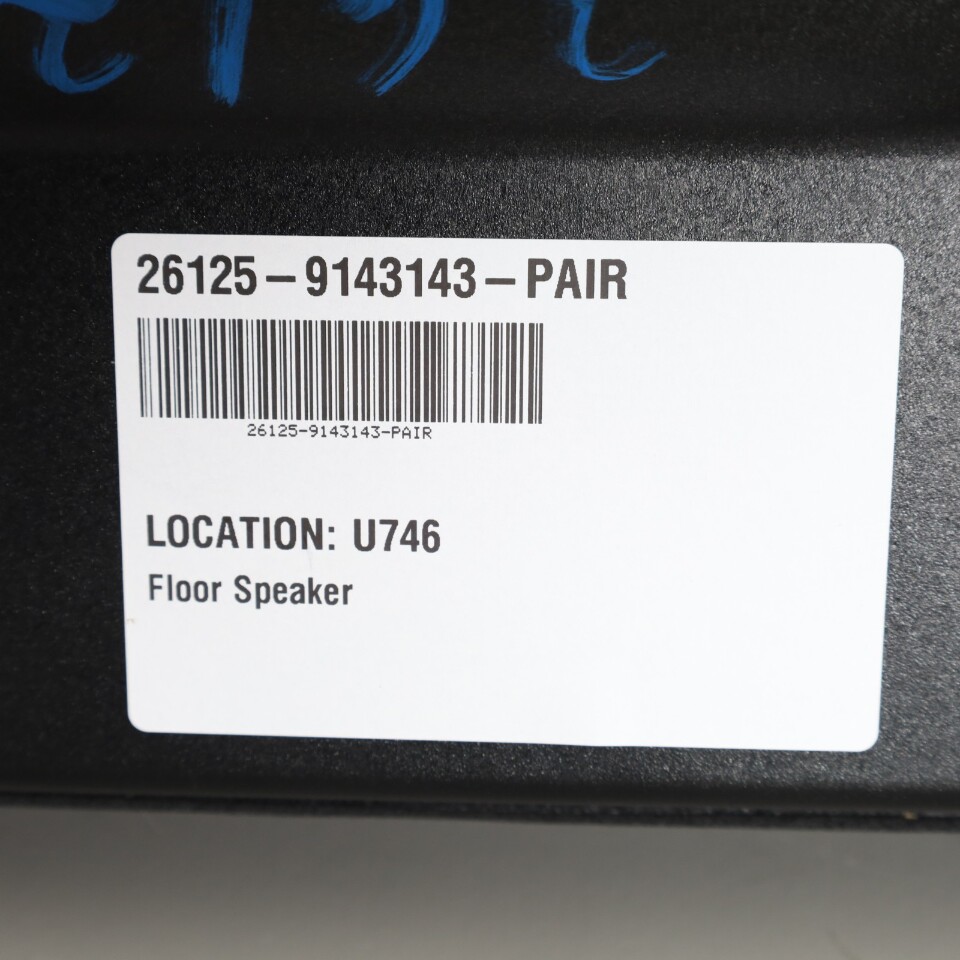 26125-9143143-PAIR
26125-9143143-PAIR
LOCATION: U746
Floor Speaker